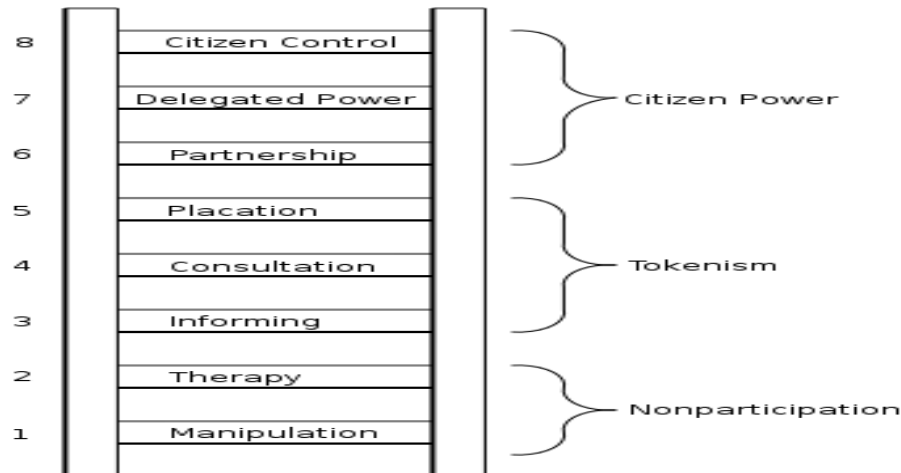 8 Citizen Control
7 Delegated Power
Citizen Power
6 Partnership
5 Placation
4 Consultation
Tokenism
3 Informing
2 Therapy
Nonparticipation
1 Manipulation